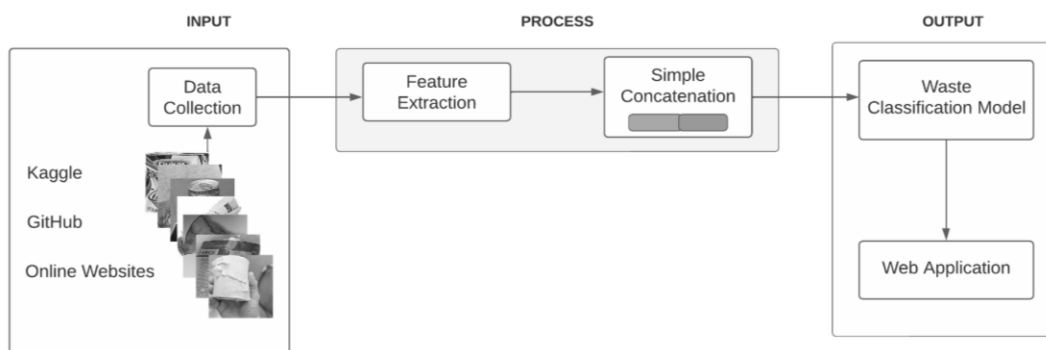 INPUT
PROCESS
OUTPUT
Data
Collection
Kaggle
GitHub
Online Websites
Feature
Extraction
Simple
Concatenation
Waste
Classification Model
Web Application